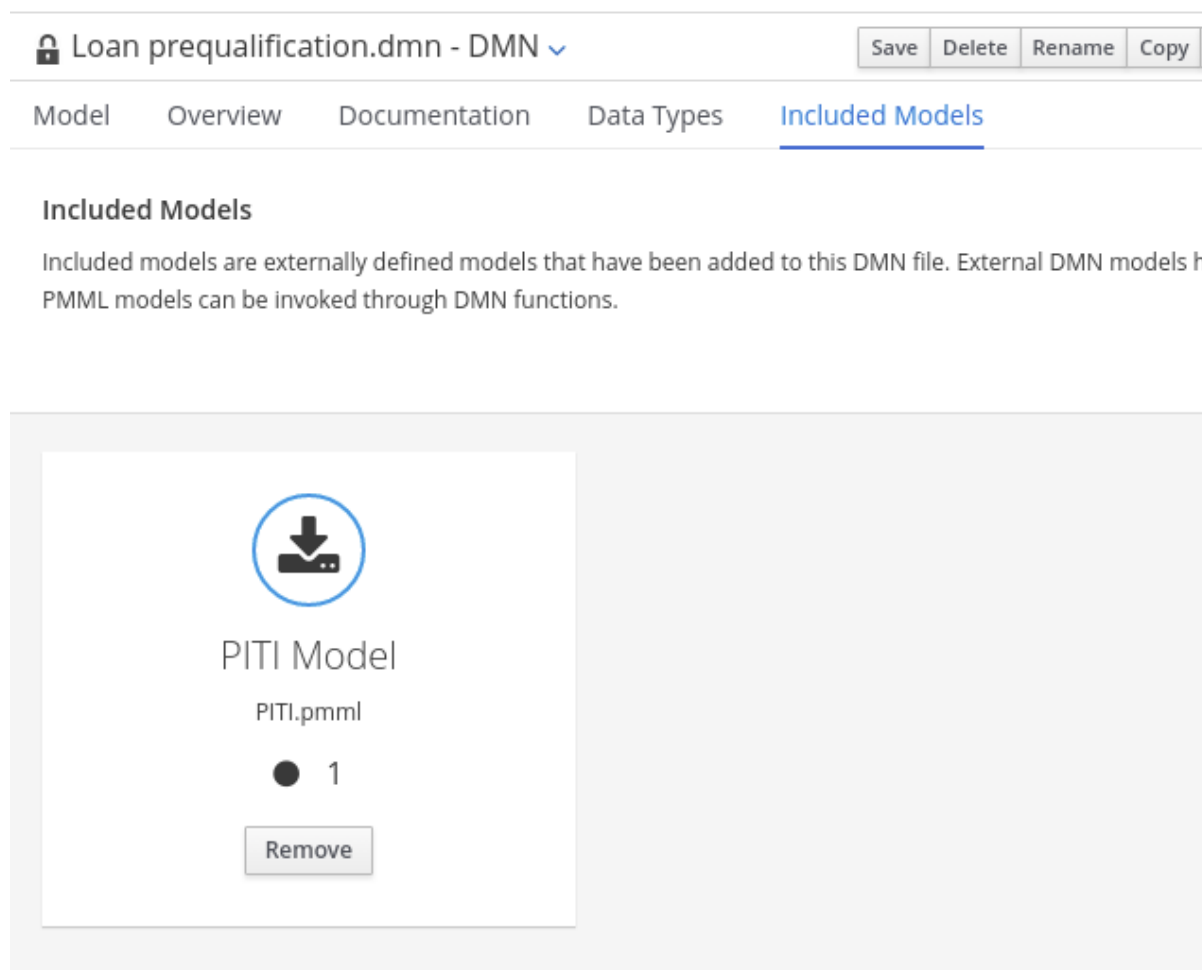 Loan prequalification.dmn - DMN
Save Delete Rename Copy
Model Overview Documentation Data Types Included Models
Included Models
Included models are externally defined models that have been added to this DMN file. External DMN models
PMML models can be invoked through DMN functions.
PITI Model
PITI.pmml
1
Remove